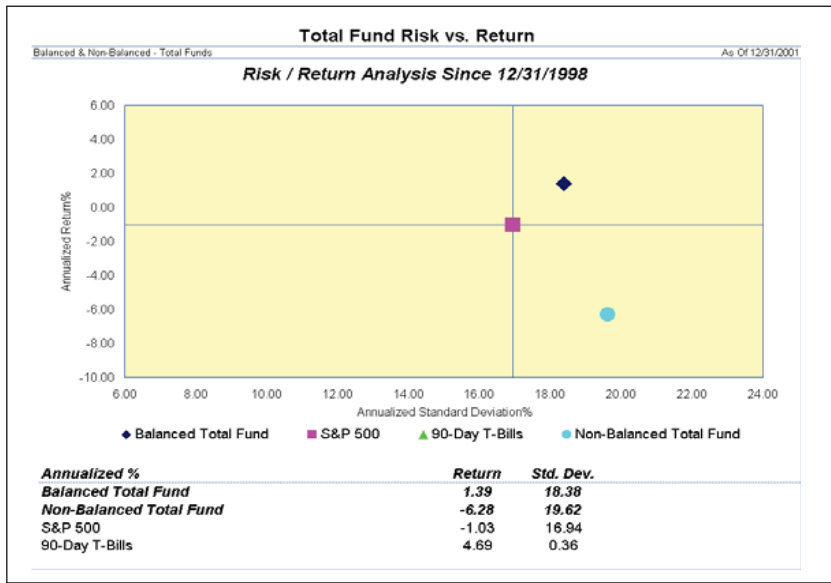 Total Fund Risk vs. Return
Balanced & Non-Balanced - Total Funds As Of 12/31/2001
Risk / Return Analysis Since 12/31/1998
6.00
4.00
2.00
0.00
-2.00
-4.00
-6.00
-8.00
-10.00
Annualized Return%
6.00 8.00 10.00 12.00 14.00 16.00 18.00 20.00 22.00 24.00
Annualized Standard Deviation%
Balanced Total Fund S&P 500 90-Day T-Bills Non-Balanced Total Fund
Annualized % Return Std. Dev.
Balanced Total Fund 1.39 18.38
Non-Balanced Total Fund -6.28 19.62
S&P 500 -1.03 16.94
90-Day T-Bills 4.69 0.36